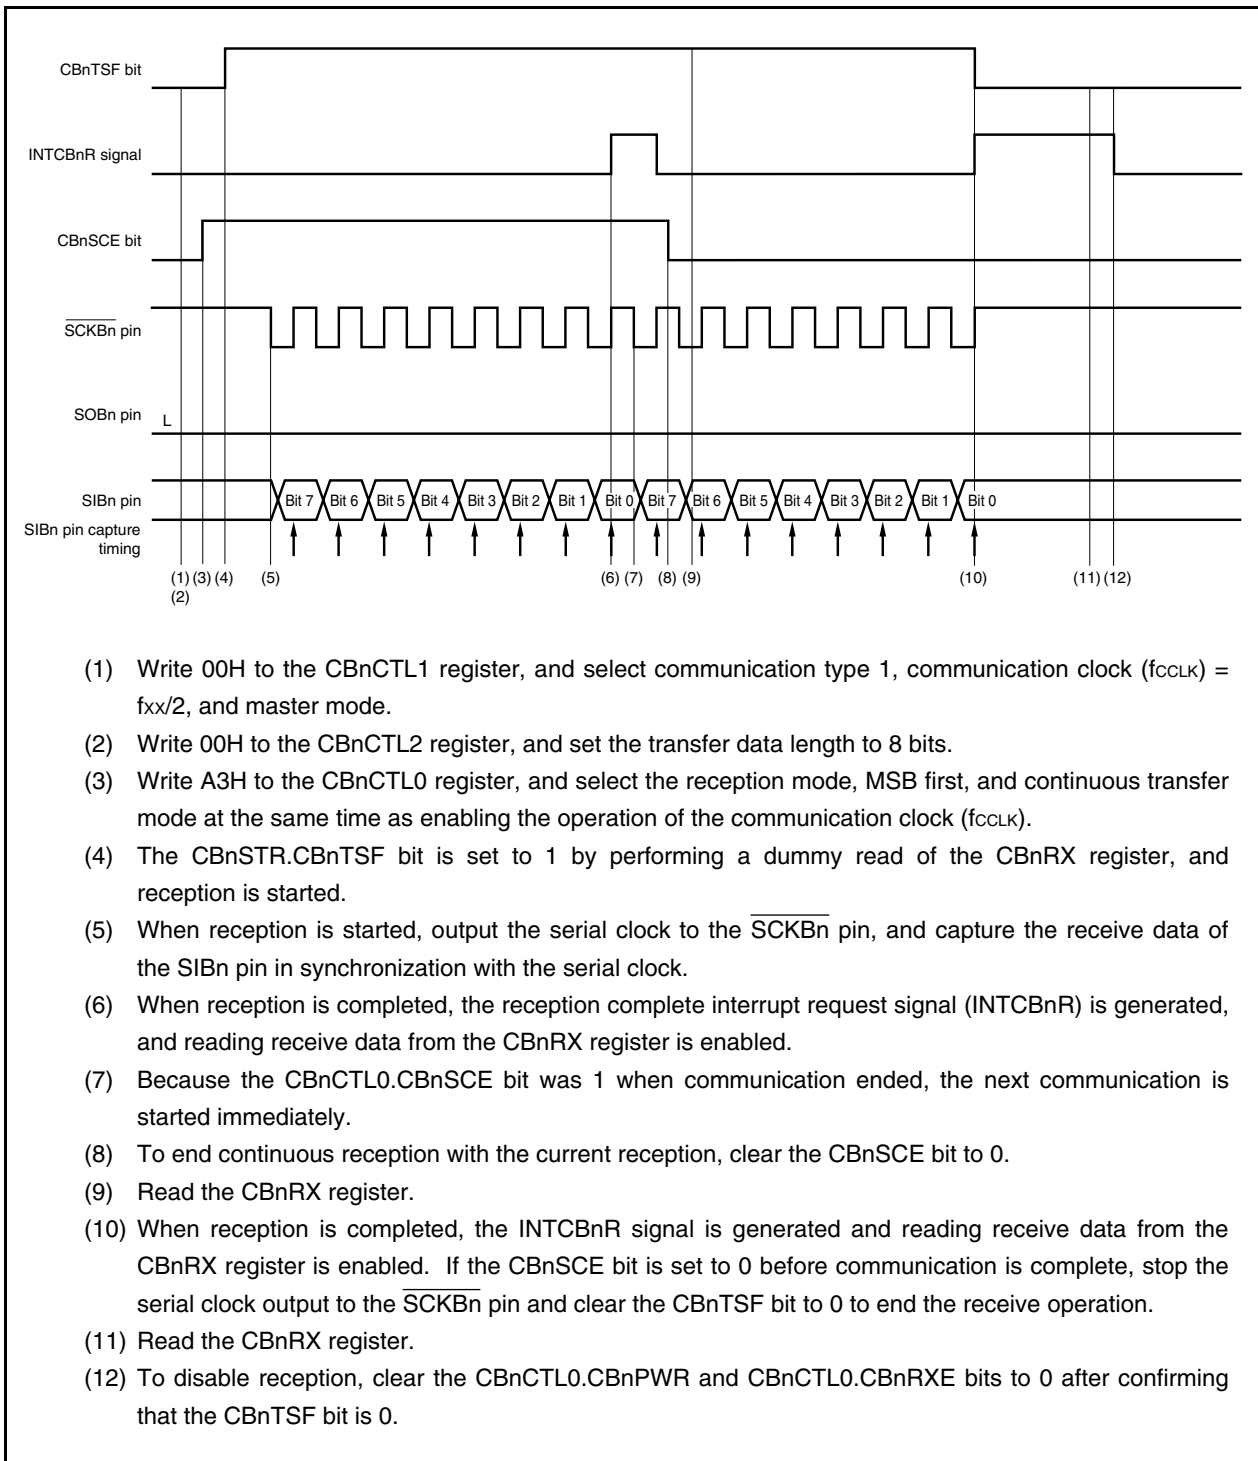 CBnTSF bit
INTCBnR signal
CBnSCE bit
SCKBn pin
SOBn pin L
SIBn pin Bit 7 Bit 6 Bit 5 Bit 4 Bit 3 Bit 2 Bit 1 Bit 0 Bit 7 Bit 6 Bit 5 Bit 4 Bit 3 Bit 2 Bit 1 Bit 0
SIBn pin capture
timing
(1) (3) (4) (5) (6) (7) (8) (9) (10) (11) (12)
(2)
(1) Write 00H to the CBnCTL1 register, and select communication type 1, communication clock (fCCLK) =
fxx/2, and master mode.
(2) Write 00H to the CBnCTL2 register, and set the transfer data length to 8 bits.
(3) Write A3H to the CBnCTL0 register, and select the reception mode, MSB first, and continuous transfer
mode at the same time as enabling the operation of the communication clock (fCCLK).
(4) The CBnSTR.CBnTSF bit is set to 1 by performing a dummy read of the CBnRX register, and
reception is started.
(5) When reception is started, output the serial clock to the SCKBn pin, and capture the receive data of
the SIBn pin in synchronization with the serial clock.
(6) When reception is completed, the reception complete interrupt request signal (INTCBnR) is generated,
and reading receive data from the CBnRX register is enabled.
(7) Because the CBnCTL0.CBnSCE bit was 1 when communication ended, the next communication is
started immediately.
(8) To end continuous reception with the current reception, clear the CBnSCE bit to 0.
(9) Read the CBnRX register.
(10) When reception is completed, the INTCBnR signal is generated and reading receive data from the
CBnRX register is enabled. If the CBnSCE bit is set to 0 before communication is complete, stop the
serial clock output to the SCKBn pin and clear the CBnTSF bit to 0 to end the receive operation.
(11) Read the CBnRX register.
(12) To disable reception, clear the CBnCTL0.CBnPWR and CBnCTL0.CBnRXE bits to 0 after confirming
that the CBnTSF bit is 0.